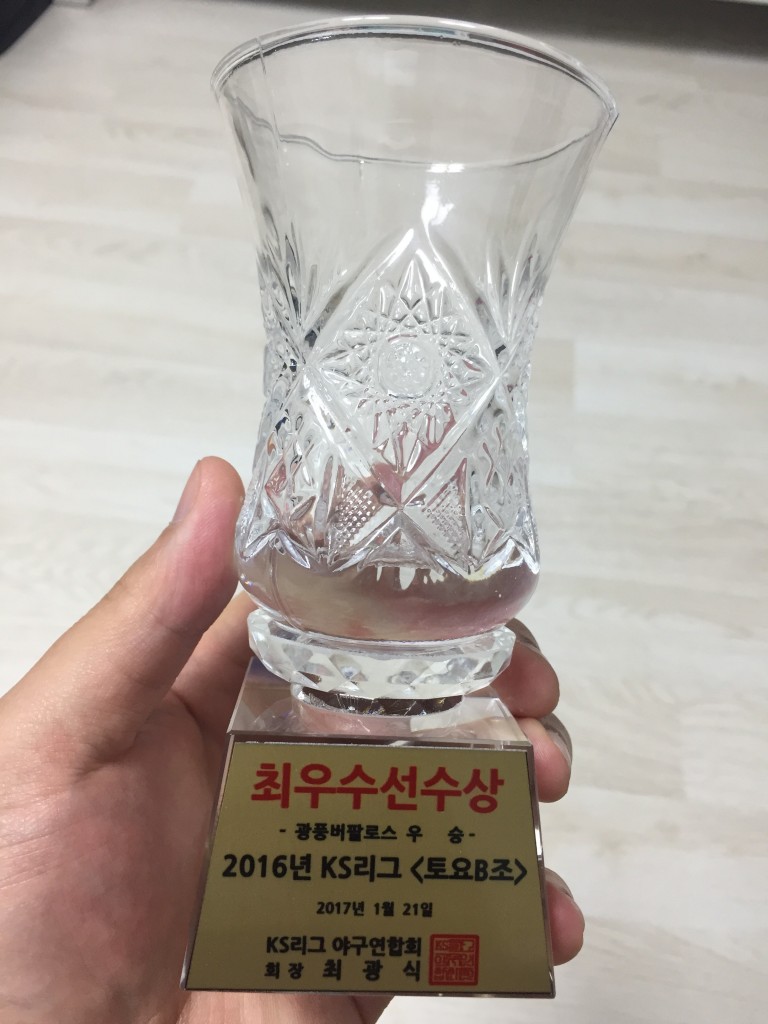 최우수선수상
- 광풍버팔로스 우 승 -
2016년 KS리그 <토요B조>
2017년 1월 21일
KS리그 야구연합회
회장 최 광 식